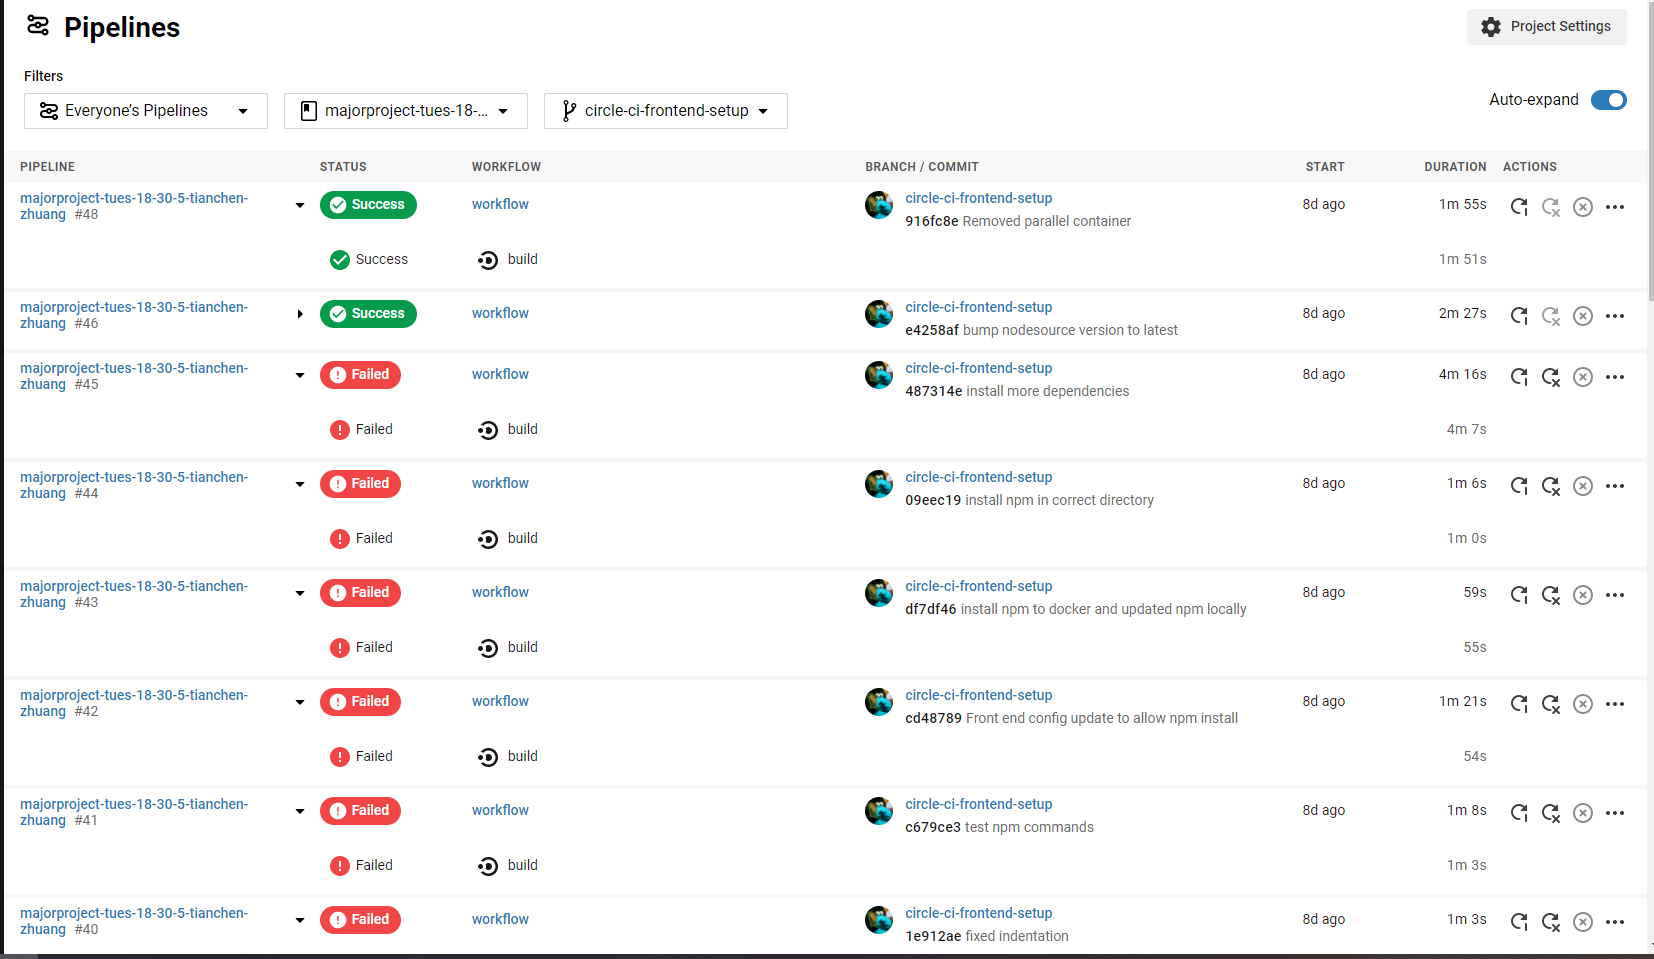 Pipelines
Project Settings
Filters
Everyone's Pipelines
majorproject-tues-18-...
circle-ci-frontend-setup
Auto-expand
PIPELINE STATUS WORKFLOW BRANCH / COMMIT START DURATION ACTIONS
majorproject-tues-18-30-5-tianchen-
zhuang #48
Success workflow
circle-ci-frontend-setup
916fc8e Removed parallel container
8d ago 1m 55s
Success build 1m 51s
majorproject-tues-18-30-5-tianchen-
zhuang #46
Success workflow
circle-ci-frontend-setup
e4258af bump nodesource version to latest
8d ago 2m 27s
majorproject-tues-18-30-5-tianchen-
zhuang #45
Failed workflow
circle-ci-frontend-setup
487314e install more dependencies
8d ago 4m 16s
Failed build 4m 7s
majorproject-tues-18-30-5-tianchen-
zhuang #44
Failed workflow
circle-ci-frontend-setup
09eec19 install npm in correct directory
8d ago 1m 6s
Failed build 1m 0s
majorproject-tues-18-30-5-tianchen-
zhuang #43
Failed workflow
circle-ci-frontend-setup
df7df46 install npm to docker and updated npm locally
8d ago 59s
Failed build 55s
majorproject-tues-18-30-5-tianchen-
zhuang #42
Failed workflow
circle-ci-frontend-setup
cd48789 Front end config update to allow npm install
8d ago 1m 21s
Failed build 54s
majorproject-tues-18-30-5-tianchen-
zhuang #41
Failed workflow
circle-ci-frontend-setup
c679ce3 test npm commands
8d ago 1m 8s
Failed build 1m 3s
majorproject-tues-18-30-5-tianchen-
zhuang #40
Failed workflow
circle-ci-frontend-setup
1e912ae fixed indentation
8d ago 1m 3s